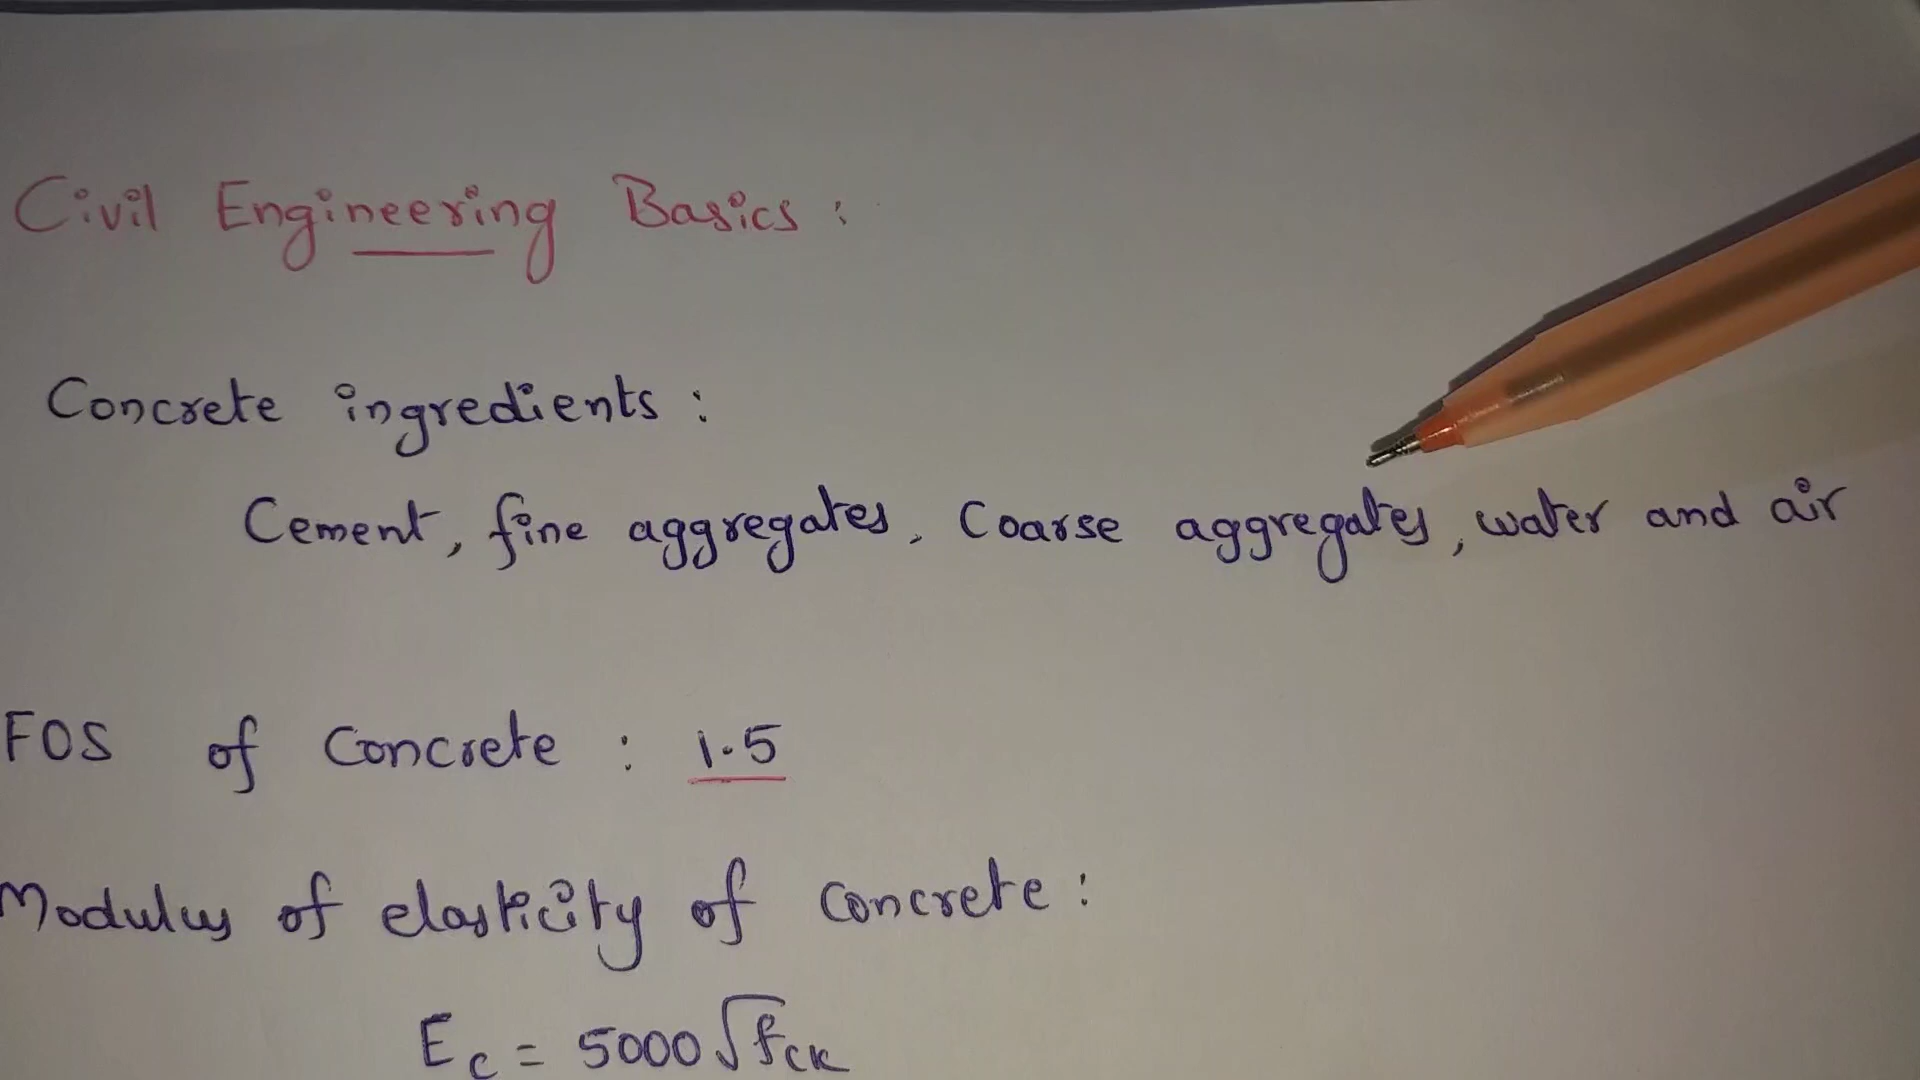 Civil Engineering Basics :
Concrete ingredients :
Cement, fine aggregates, Coarse aggregates, water and air
FOS of Concrete : 1.5
Modulus of elasticity of Concrete :
Ec = 5000√fck